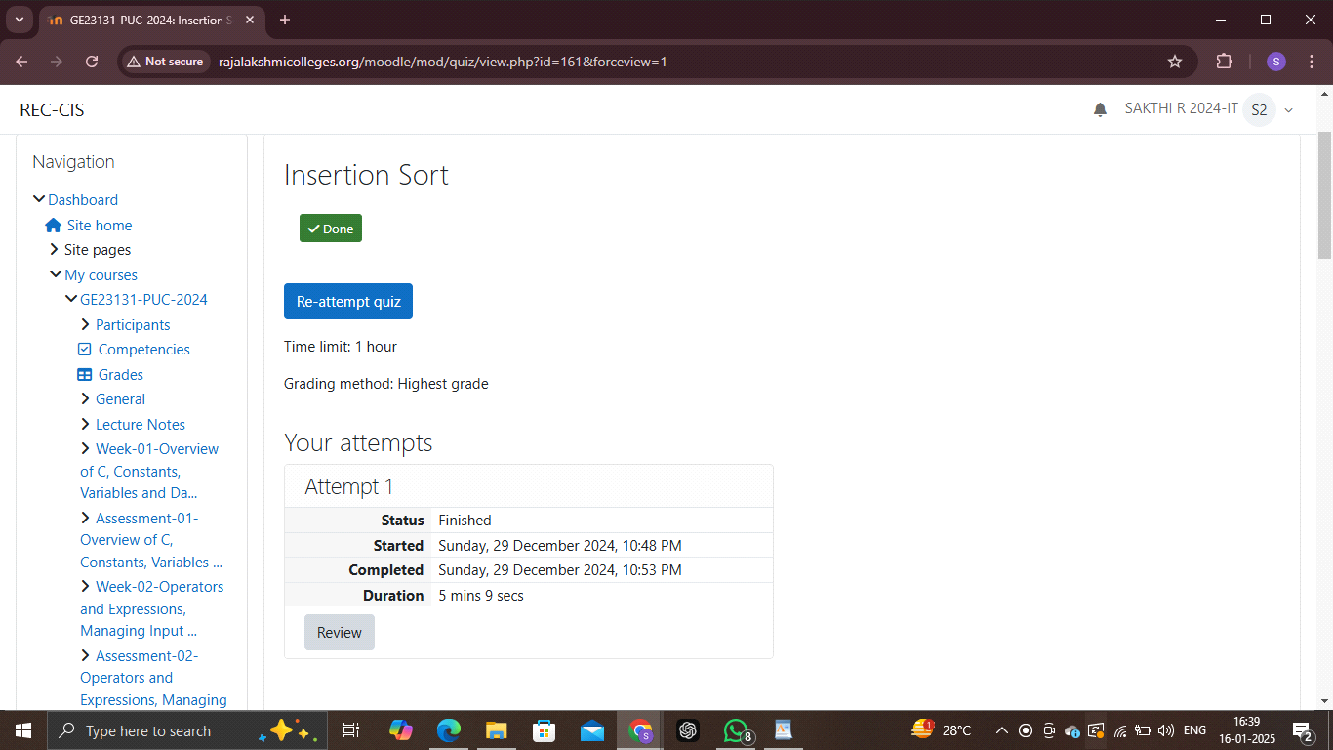 GE23131-PUC-2024: Insertion S
Not secure
rajalakshmicolleges.org/moodle/mod/quiz/view.php?id=161&forceview=1
S
REC-CIS
SAKTHI R 2024-IT
S2
Navigation
Dashboard
Site home
Site pages
My courses
GE23131-PUC-2024
Participants
Competencies
Grades
General
Lecture Notes
Week-01-Overview
of C, Constants,
Variables and Da...
Assessment-01-
Overview of C,
Constants, Variables ...
Week-02-Operators
and Expressions,
Managing Input ...
Assessment-02-
Operators and
Expressions, Managing
Insertion Sort
Done
Re-attempt quiz
Time limit: 1 hour
Grading method: Highest grade
Your attempts
Attempt 1
Status Finished
Started Sunday, 29 December 2024, 10:48 PM
Completed Sunday, 29 December 2024, 10:53 PM
Duration 5 mins 9 secs
Review
Type here to search
S
8
1
28°C
ENG
16:39
16-01-2025
2